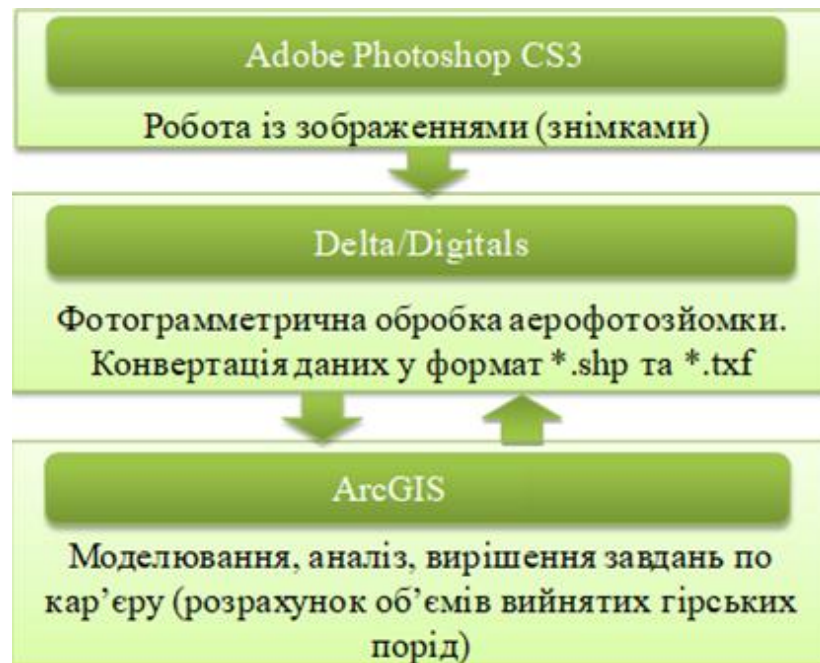 Adobe Photoshop CS3
Робота із зображеннями (знімками)
Delta/Digitals
Фотограмметрична обробка аерофотозйомки.
Конвертація даних у формат *.shp та *.txf
ArcGIS
Моделювання, аналіз, вирішення завдань по
кар’єру (розрахунок об’ємів вийнятих гірських
порід)